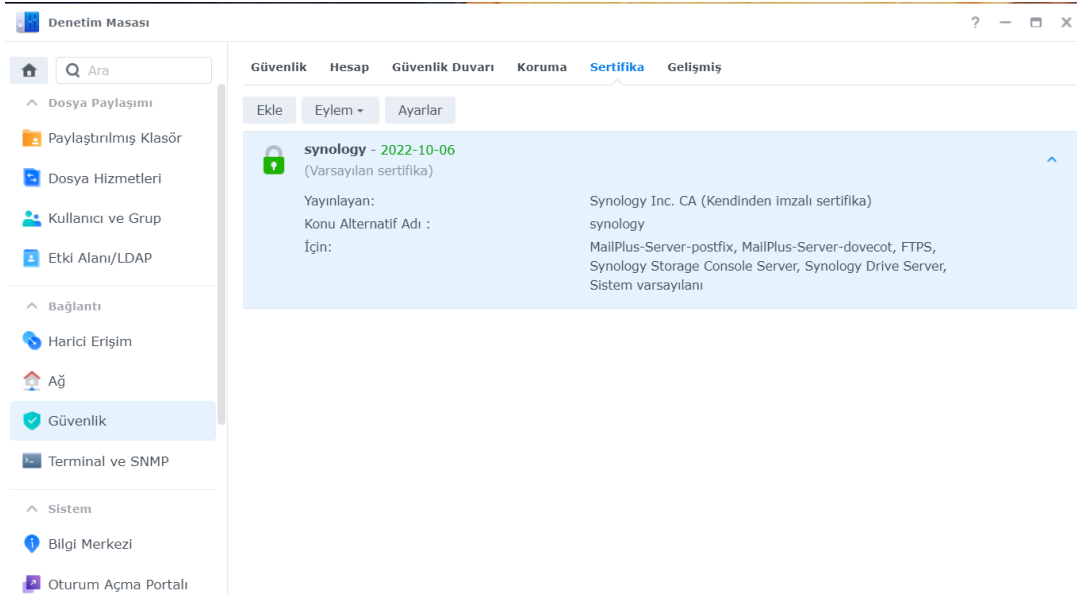 Denetim Masası
Ara
Dosya Paylaşımı
Paylaştırılmış Klasör
Dosya Hizmetleri
Kullanıcı ve Grup
Etki Alanı/LDAP
Bağlantı
Harici Erişim
Ağ
Güvenlik
Terminal ve SNMP
Sistem
Bilgi Merkezi
Oturum Açma Portalı
Güvenlik Hesap Güvenlik Duvarı Koruma Sertifika Gelişmiş
Ekle Eylem Ayarlar
synology - 2022-10-06
(Varsayılan sertifika)
Yayınlayan: Synology Inc. CA (Kendinden imzalı sertifika)
Konu Alternatif Adı : synology
İçin: MailPlus-Server-postfix, MailPlus-Server-dovecot, FTPS,
Synology Storage Console Server, Synology Drive Server,
Sistem varsayılanı